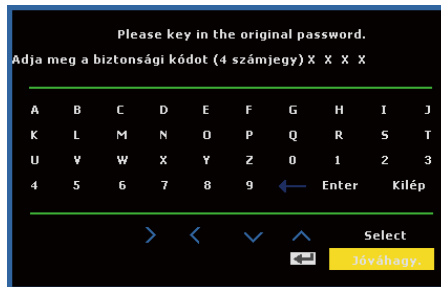 Please key in the original password.
Adja meg a biztonsági kódot (4 számjegy) X X X X
A B C D E F G H I J
K L M N O P Q R S T
U V W X Y Z 0 1 2 3
4 5 6 7 8 9 ← Enter Kilép
> < ∨ ∧ Select
Jóváhagy.